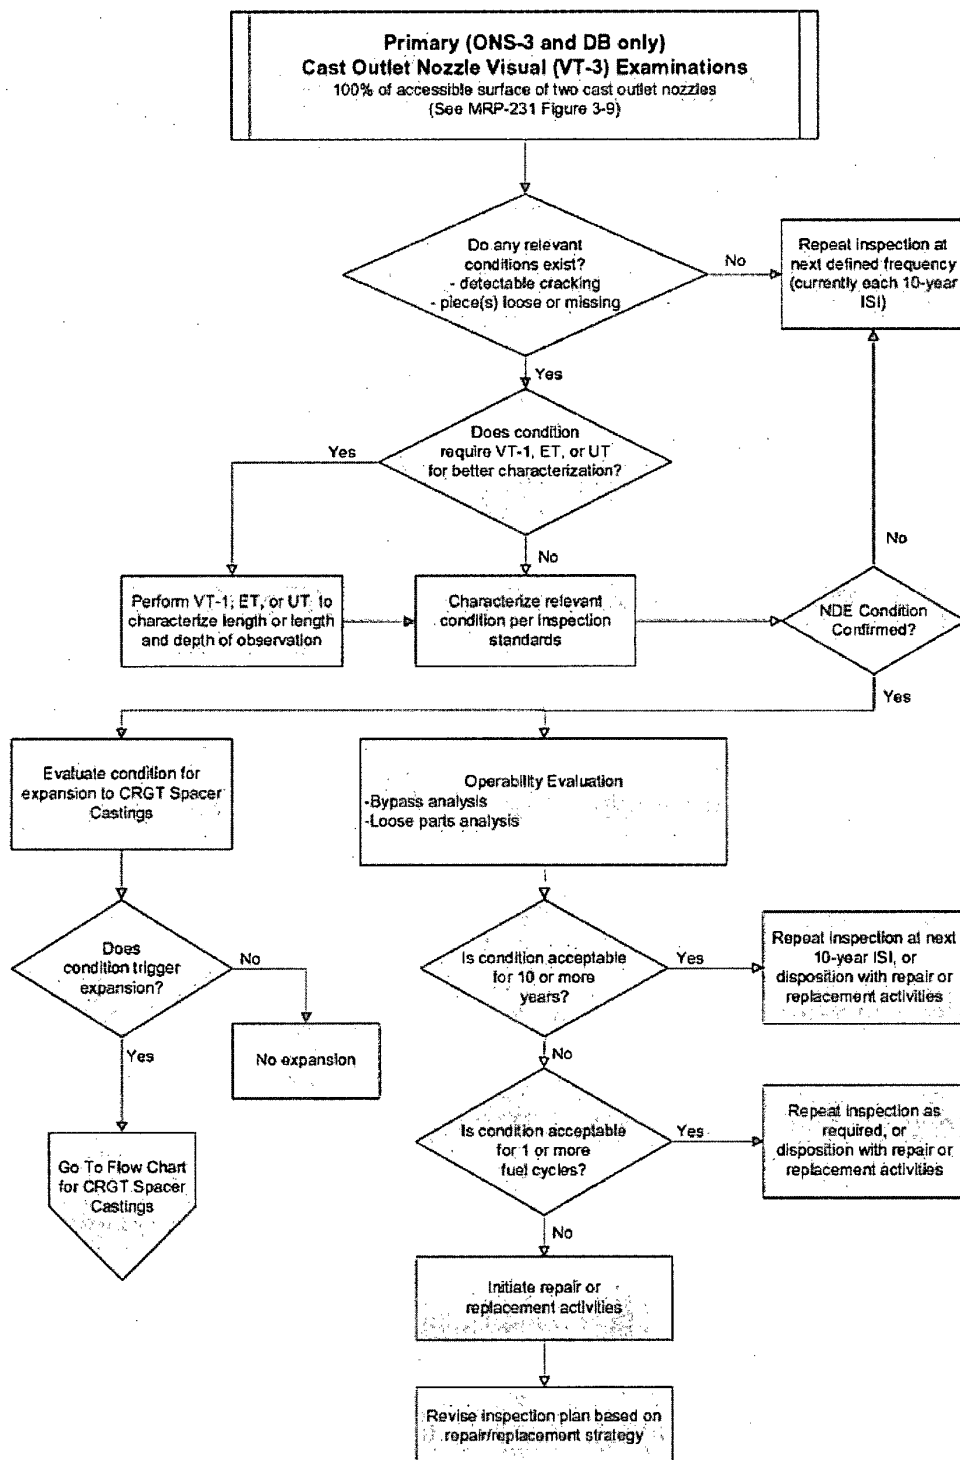 Primary (ONS-3 and DB only)
Cast Outlet Nozzle Visual (VT-3) Examinations
100% of accessible surface of two cast outlet nozzles
(See MRP-231 Figure 3-9)
Do any relevant
conditions exist?
- detectable cracking
- piece(s) loose or missing
No
Repeat inspection at
next defined frequency
(currently each 10-year
ISI)
Yes
Does condition
require VT-1, ET, or UT
for better characterization?
Yes
No
No
Perform VT-1, ET, or UT to
characterize length or length
and depth of observation
Characterize relevant
condition per inspection
standards
NDE Condition
Confirmed?
Yes
Evaluate condition for
expansion to CRGT Spacer
Castings
Operability Evaluation
-Bypass analysis
-Loose parts analysis
Does
condition trigger
expansion?
No
Is condition acceptable
for 10 or more
years?
Yes
Repeat inspection at next
10-year ISI, or
disposition with repair or
replacement activities
Yes
No expansion
No
Go To Flow Chart
for CRGT Spacer
Castings
Is condition acceptable
for 1 or more
fuel cycles?
Yes
Repeat inspection as
required, or
disposition with repair or
replacement activities
No
Initiate repair or
replacement activities
Revise inspection plan based on
repair/replacement strategy